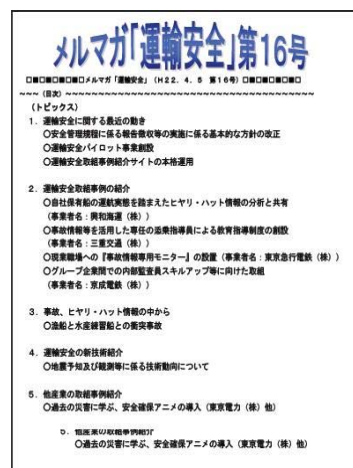 メルマガ「運輸安全」第16号
□■□■□■□■□メルマガ「運輸安全」(H22.4.5 第16号)□■□■□■□■□
~~~(目次)~~~~~~~~~~~~~~~~~~~~~~~~~~~~~~~~~~~~
(トピックス)
1.運輸安全に関する最近の動き
○安全管理規程に係る報告徴収等の実施に係る基本的な方針の改正
○運輸安全パイロット事業創設
○運輸安全取組事例紹介サイトの本格運用
2.運輸安全取組事例の紹介
○自社保有船の運航実態を踏まえたヒヤリ・ハット情報の分析と共有
(事業者名:興和海運(株))
○事故情報等を活用した専任の添乗指導員による教育指導制度の創設
(事業者名:三重交通(株))
○現業職場への『事故情報専用モニター』の設置(事業者名:東京急行電鉄(株))
○グループ企業間での内部監査員スキルアップ等に向けた取組
(事業者名:京成電鉄(株))
3.事故、ヒヤリ・ハット情報の中から
○漁船と水産練習船との衝突事故
4.運輸安全の新技術紹介
○地震予知及び観測等に係る技術動向について
5.他産業の取組事例紹介
○過去の災害に学ぶ、安全確保アニメの導入(東京電力(株)他)
5.他産業の取組事例紹介
○過去の災害に学ぶ、安全確保アニメの導入(東京電力(株)他)